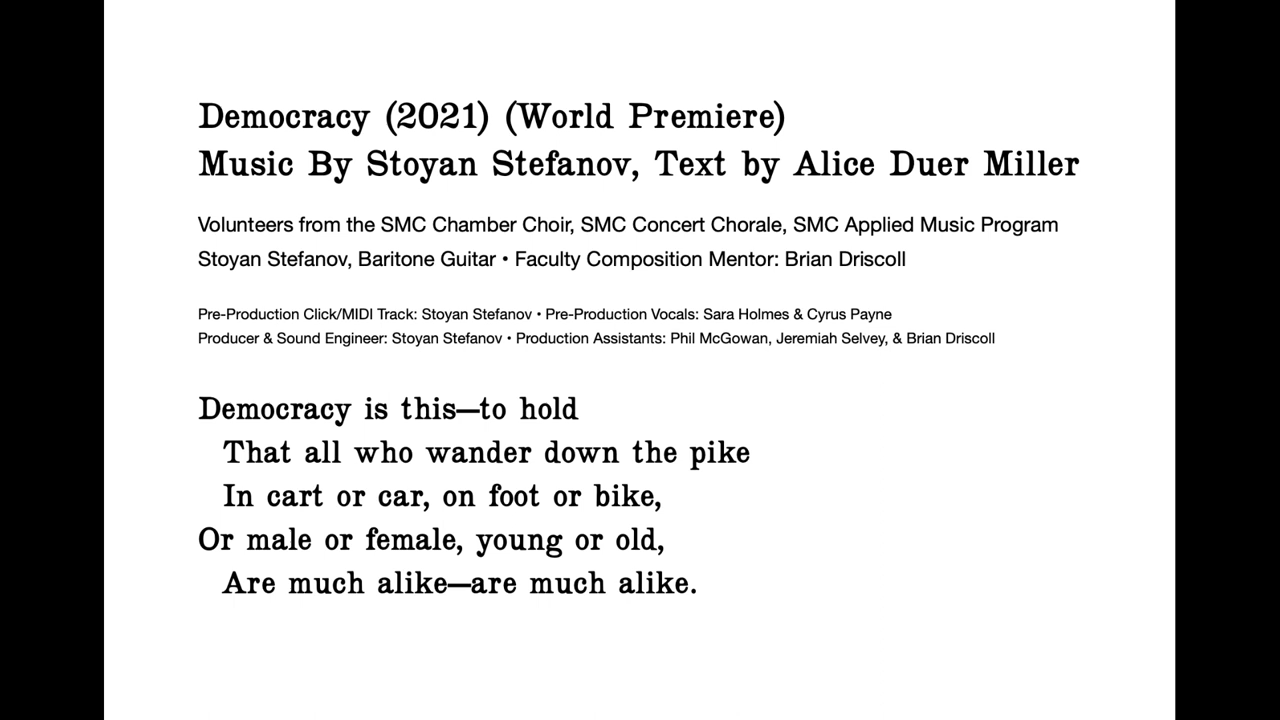 Democracy (2021) (World Premiere)
Music By Stoyan Stefanov, Text by Alice Duer Miller
Volunteers from the SMC Chamber Choir, SMC Concert Chorale, SMC Applied Music Program
Stoyan Stefanov, Baritone Guitar • Faculty Composition Mentor: Brian Driscoll
Pre-Production Click/MIDI Track: Stoyan Stefanov • Pre-Production Vocals: Sara Holmes & Cyrus Payne
Producer & Sound Engineer: Stoyan Stefanov • Production Assistants: Phil McGowan, Jeremiah Selvey, & Brian Driscoll
Democracy is this—to hold
That all who wander down the pike
In cart or car, on foot or bike,
Or male or female, young or old,
Are much alike—are much alike.